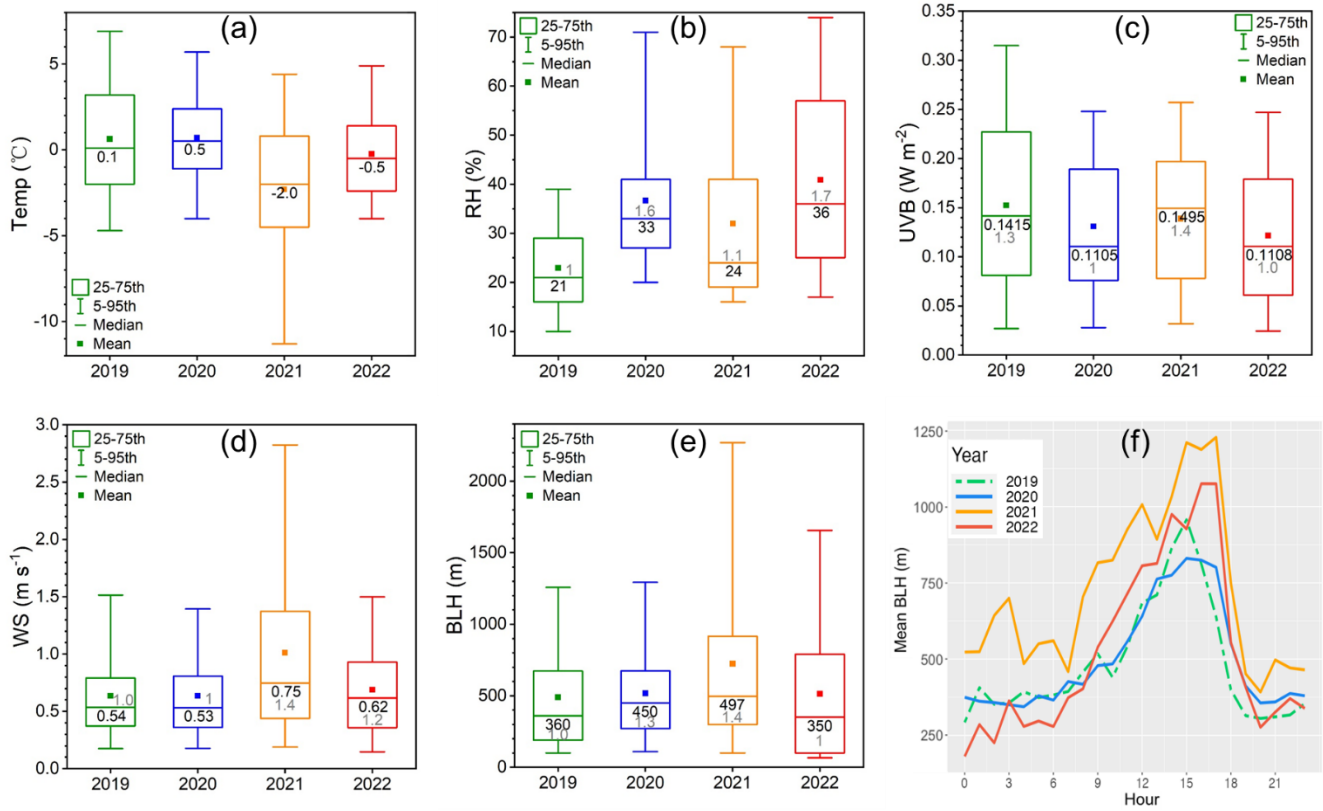 (a)
Temp (℃)
5
0
-5
-10
0.1
0.5
-2.0
-0.5
25-75th
5-95th
Median
Mean
2019 2020 2021 2022
(b)
RH (%)
70
60
50
40
30
20
10
25-75th
5-95th
Median
Mean
1
21
1.6
33
1.1
24
1.7
36
2019 2020 2021 2022
(c)
UVB (W m-2)
0.35
0.30
0.25
0.20
0.15
0.10
0.05
0.00
25-75th
5-95th
Median
Mean
0.1415
1.3
0.1105
1
0.1495
1.4
0.1108
1.0
2019 2020 2021 2022
(d)
WS (m s-1)
3.0
2.5
2.0
1.5
1.0
0.5
0.0
25-75th
5-95th
Median
Mean
1.0
0.54
1
0.53
0.75
1.4
0.62
1.2
2019 2020 2021 2022
(e)
BLH (m)
2000
1500
1000
500
0
25-75th
5-95th
Median
Mean
360
1.0
450
1.3
497
1.4
350
1
2019 2020 2021 2022
(f)
Mean BLH (m)
1250
1000
750
500
250
Year
2019
2020
2021
2022
0 3 6 9 12 15 18 21
Hour